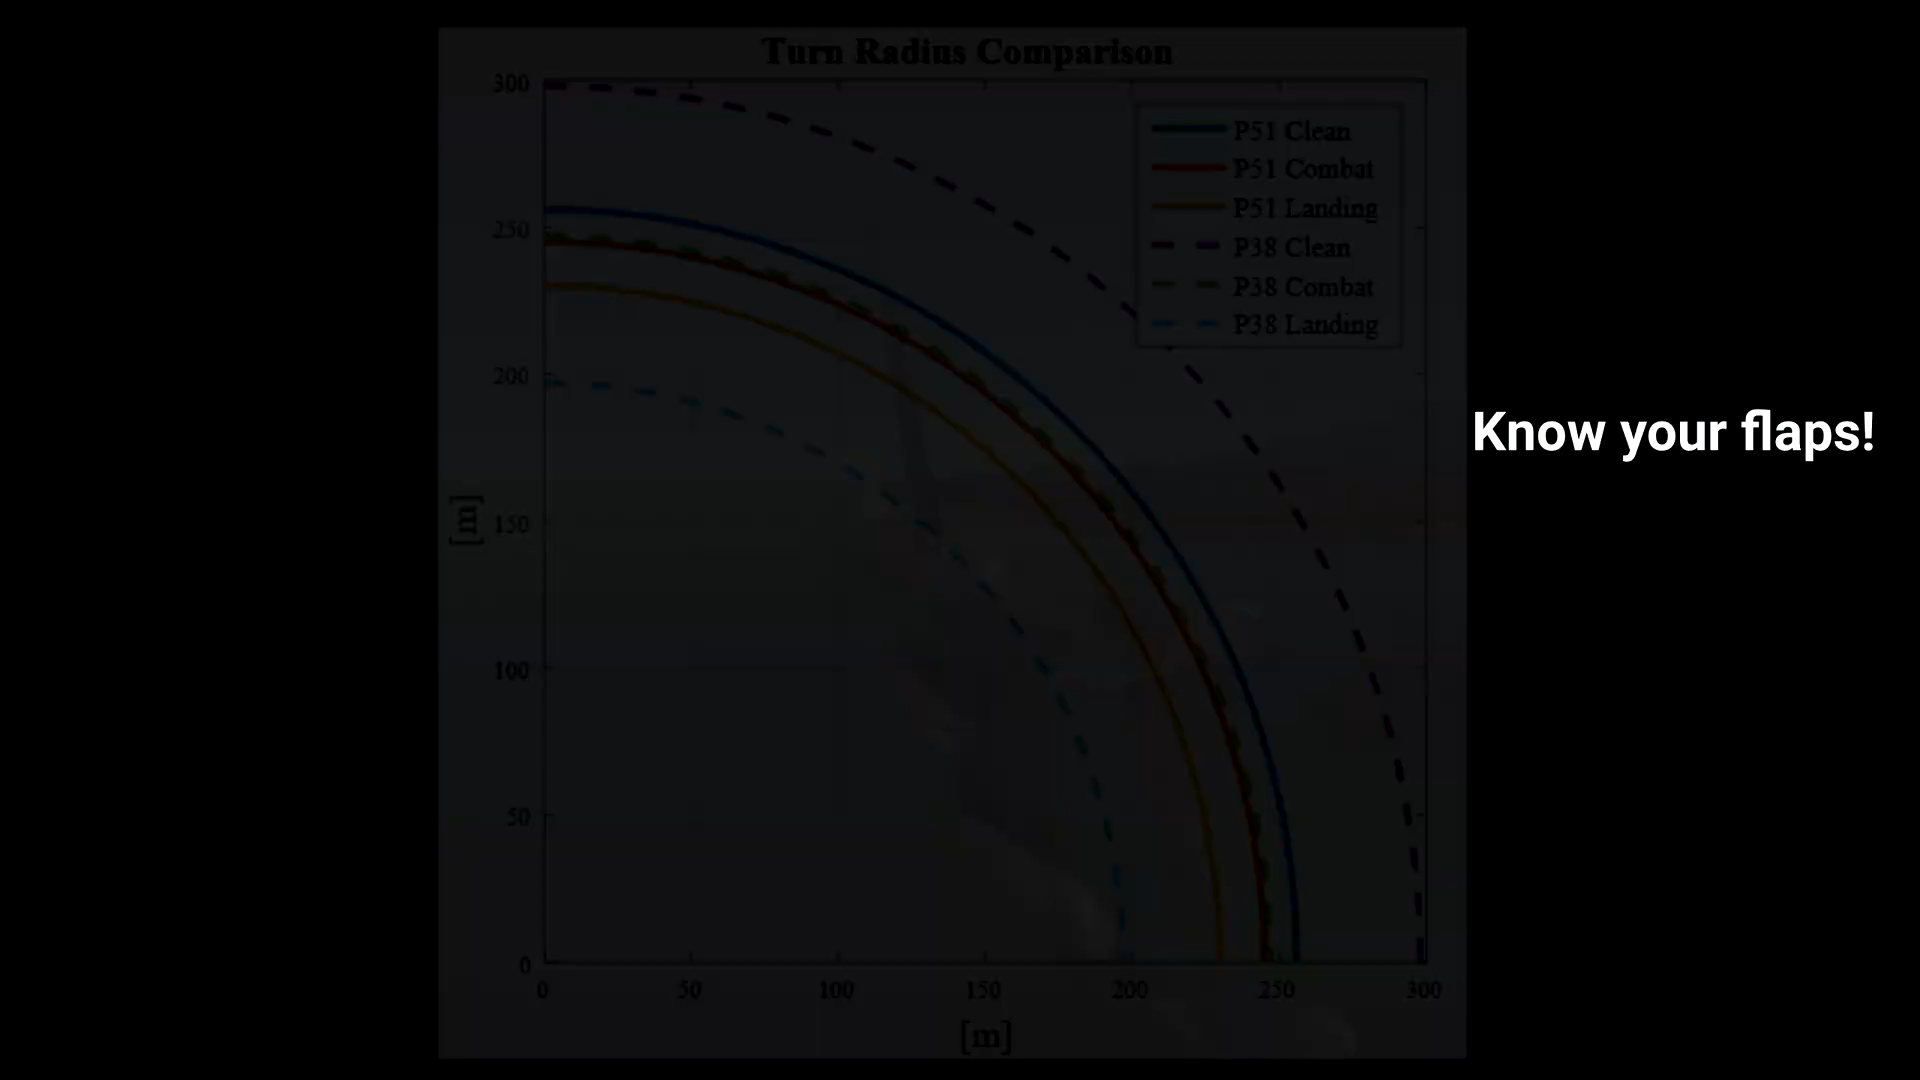 Turn Radius Comparison
300
250
200
150
100
50
0
[m]
P51 Clean
P51 Combat
P51 Landing
P38 Clean
P38 Combat
P38 Landing
Know your flaps!
0 50 100 150 200 250 300
[m]